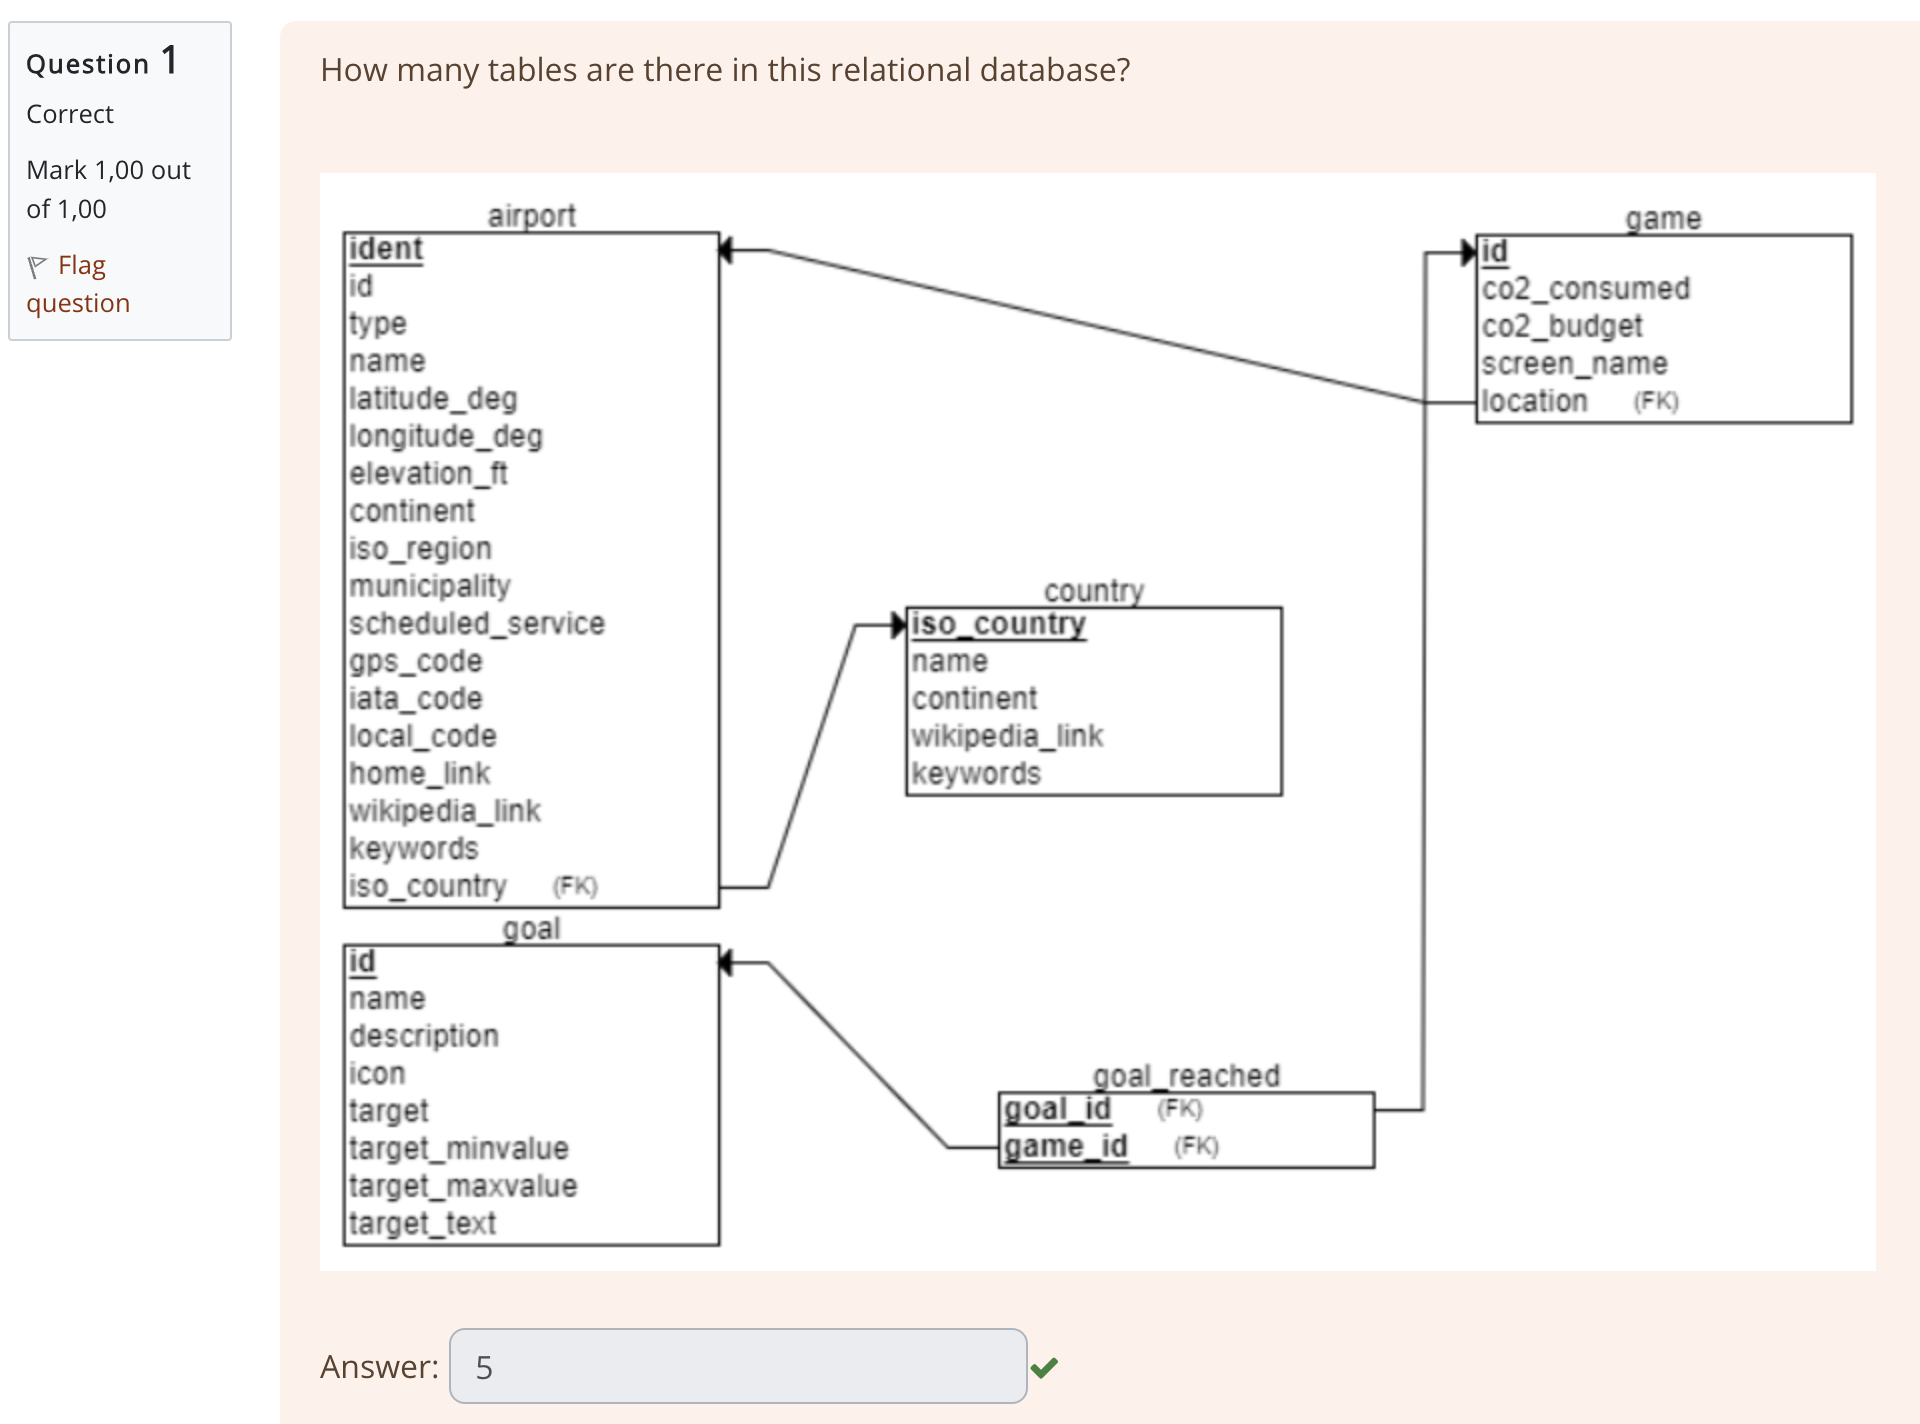 Question 1
Correct
Mark 1,00 out
of 1,00
Flag
question
How many tables are there in this relational database?
airport
ident
id
type
name
latitude_deg
longitude_deg
elevation_ft
continent
iso_region
municipality
scheduled_service
gps_code
iata_code
local_code
home_link
wikipedia_link
keywords
iso_country (FK)
game
id
co2_consumed
co2_budget
screen_name
location (FK)
country
iso_country
name
continent
wikipedia_link
keywords
goal
id
name
description
icon
target
target_minvalue
target_maxvalue
target_text
goal_reached
goal_id (FK)
game_id (FK)
Answer: 5